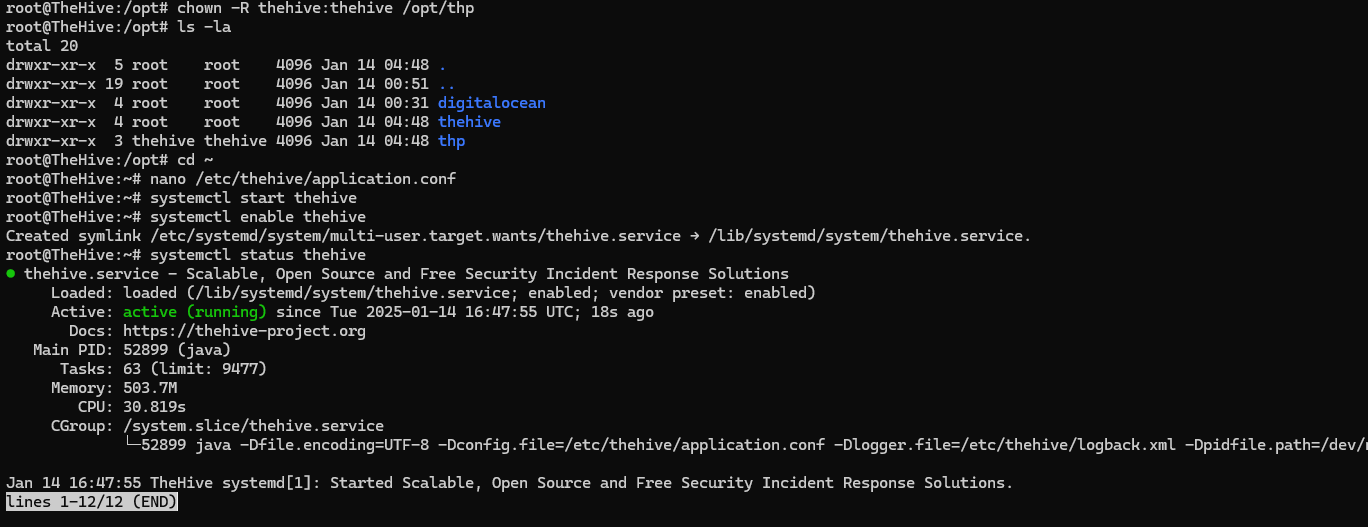 root@TheHive:/opt# chown -R thehive:thehive /opt/thp
root@TheHive:/opt# ls -la
total 20
drwxr-xr-x  5 root    root    4096 Jan 14 04:48 .
drwxr-xr-x 19 root    root    4096 Jan 14 00:51 ..
drwxr-xr-x  4 root    root    4096 Jan 14 00:31 digitalocean
drwxr-xr-x  4 root    root    4096 Jan 14 04:48 thehive
drwxr-xr-x  3 thehive thehive 4096 Jan 14 04:48 thp
root@TheHive:/opt# cd ~
root@TheHive:~# nano /etc/thehive/application.conf
root@TheHive:~# systemctl start thehive
root@TheHive:~# systemctl enable thehive
Created symlink /etc/systemd/system/multi-user.target.wants/thehive.service → /lib/systemd/system/thehive.service.
root@TheHive:~# systemctl status thehive
● thehive.service - Scalable, Open Source and Free Security Incident Response Solutions
     Loaded: loaded (/lib/systemd/system/thehive.service; enabled; vendor preset: enabled)
     Active: active (running) since Tue 2025-01-14 16:47:55 UTC; 18s ago
       Docs: https://thehive-project.org
   Main PID: 52899 (java)
      Tasks: 63 (limit: 9477)
     Memory: 503.7M
        CPU: 30.819s
     CGroup: /system.slice/thehive.service
             └─52899 java -Dfile.encoding=UTF-8 -Dconfig.file=/etc/thehive/application.conf -Dlogger.file=/etc/thehive/logback.xml -Dpidfile.path=/dev/

Jan 14 16:47:55 TheHive systemd[1]: Started Scalable, Open Source and Free Security Incident Response Solutions.
lines 1-12/12 (END)